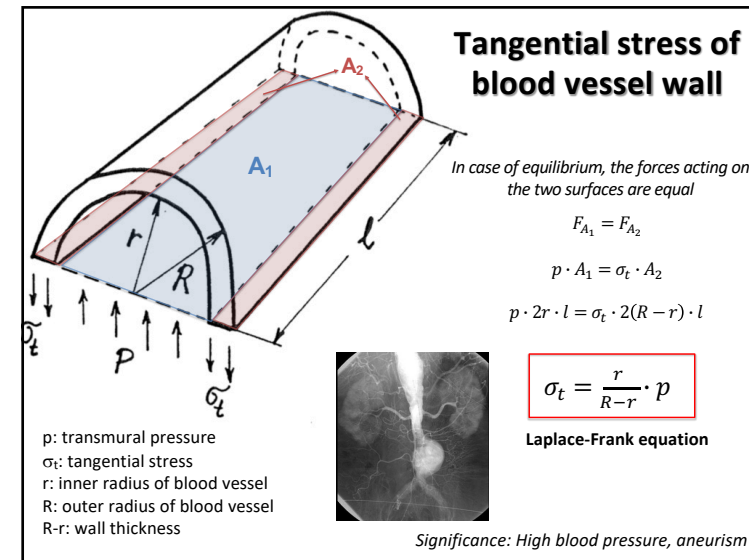 Tangential stress of
blood vessel wall
A₂
A₁
r
R
l
σt
P
σt
In case of equilibrium, the forces acting on
the two surfaces are equal
F_{A₁} = F_{A₂}
p · A₁ = σt · A₂
p · 2r · l = σt · 2(R − r) · l
σt = r/(R−r) · p
Laplace-Frank equation
p: transmural pressure
σt: tangential stress
r: inner radius of blood vessel
R: outer radius of blood vessel
R-r: wall thickness
Significance: High blood pressure, aneurism